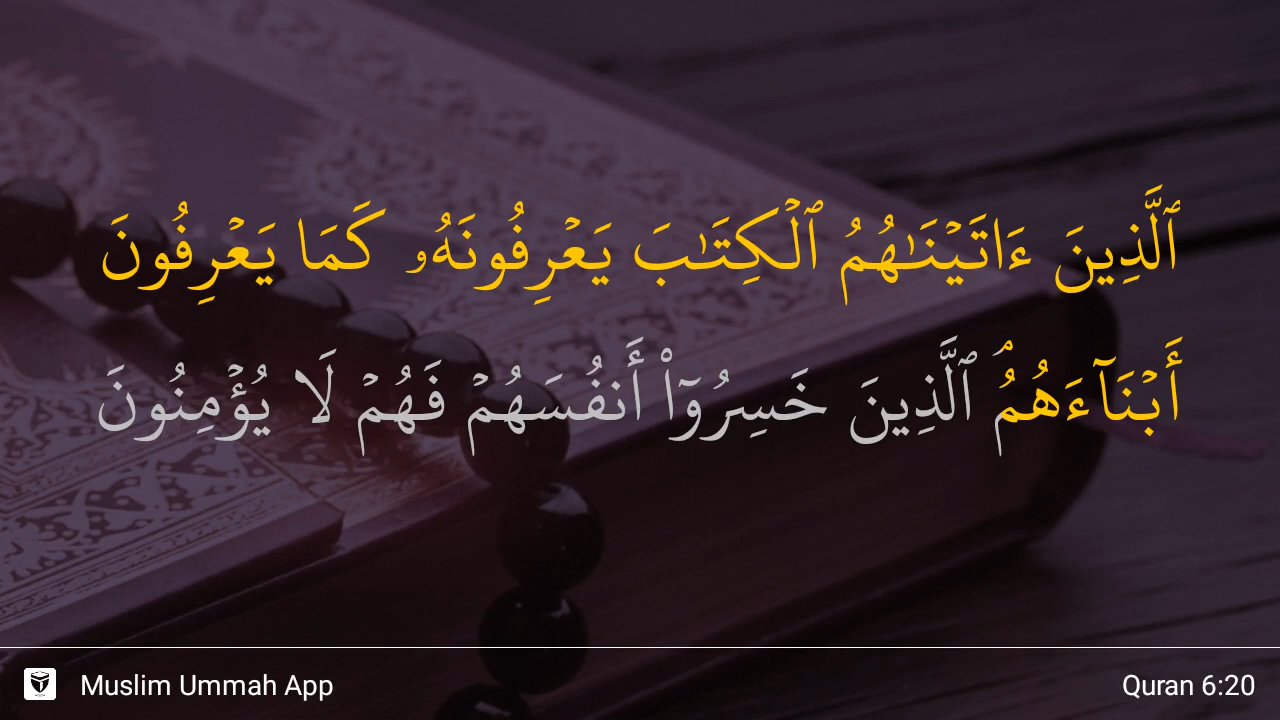 ٱلَّذِينَ ءَاتَيۡنَٰهُمُ ٱلۡكِتَٰبَ يَعۡرِفُونَهُۥ كَمَا يَعۡرِفُونَ
أَبۡنَآءَهُمُۘ ٱلَّذِينَ خَسِرُوٓاْ أَنفُسَهُمۡ فَهُمۡ لَا يُؤۡمِنُونَ
Muslim Ummah App
Quran 6:20